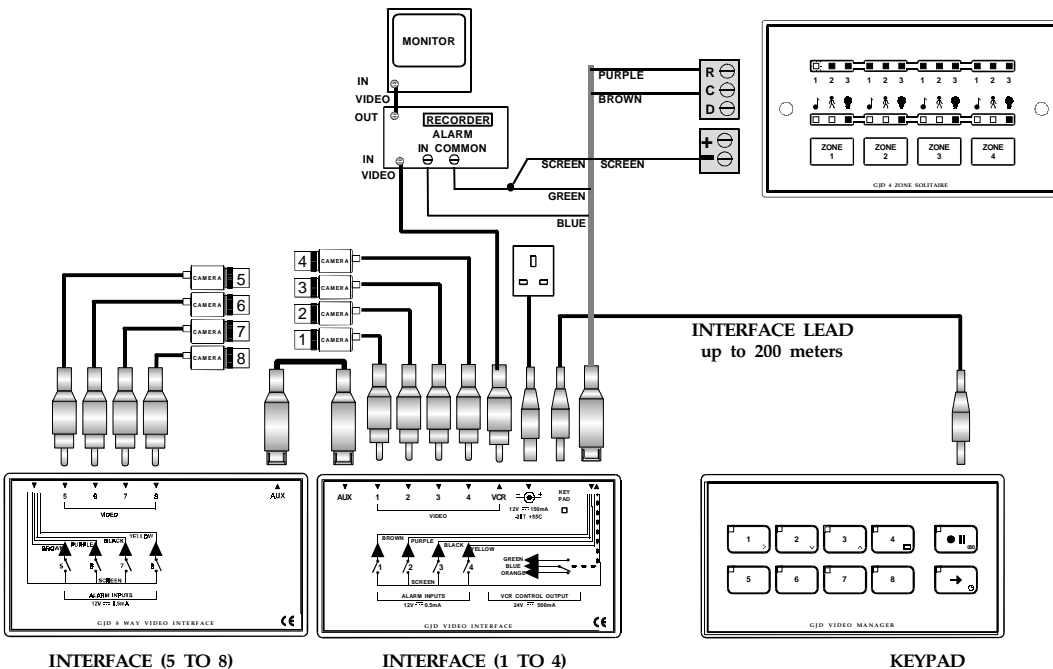 MONITOR
IN
VIDEO
OUT
RECORDER
ALARM
IN COMMON
IN
VIDEO
PURPLE
BROWN
R
C
D
+
−
SCREEN SCREEN
GREEN
BLUE
1 2 3 1 2 3 1 2 3 1 2 3
ZONE 1
ZONE 2
ZONE 3
ZONE 4
GJD 4 ZONE SOLITAIRE
CAMERA 5
CAMERA 6
CAMERA 7
CAMERA 8
4 CAMERA
3 CAMERA
2 CAMERA
1 CAMERA
INTERFACE LEAD
up to 200 meters
5 6 7 8 AUX
VIDEO
BROWN PURPLE BLACK YELLOW
5 6 7 8
SCREEN
ALARM INPUTS
12V 0.5mA
GJD 8 WAY VIDEO INTERFACE
CE
AUX 1 2 3 4 VCR
VIDEO
12V 150mA
KEY
PAD
BROWN PURPLE BLACK YELLOW
1 2 3 4
SCREEN
GREEN
BLUE
ORANGE
ALARM INPUTS
12V 0.5mA
VCR CONTROL OUTPUT
24V 500mA
GJD VIDEO INTERFACE
CE
1 2 3 4
5 6 7 8
GJD VIDEO MANAGER
INTERFACE (5 TO 8)
INTERFACE (1 TO 4)
KEYPAD